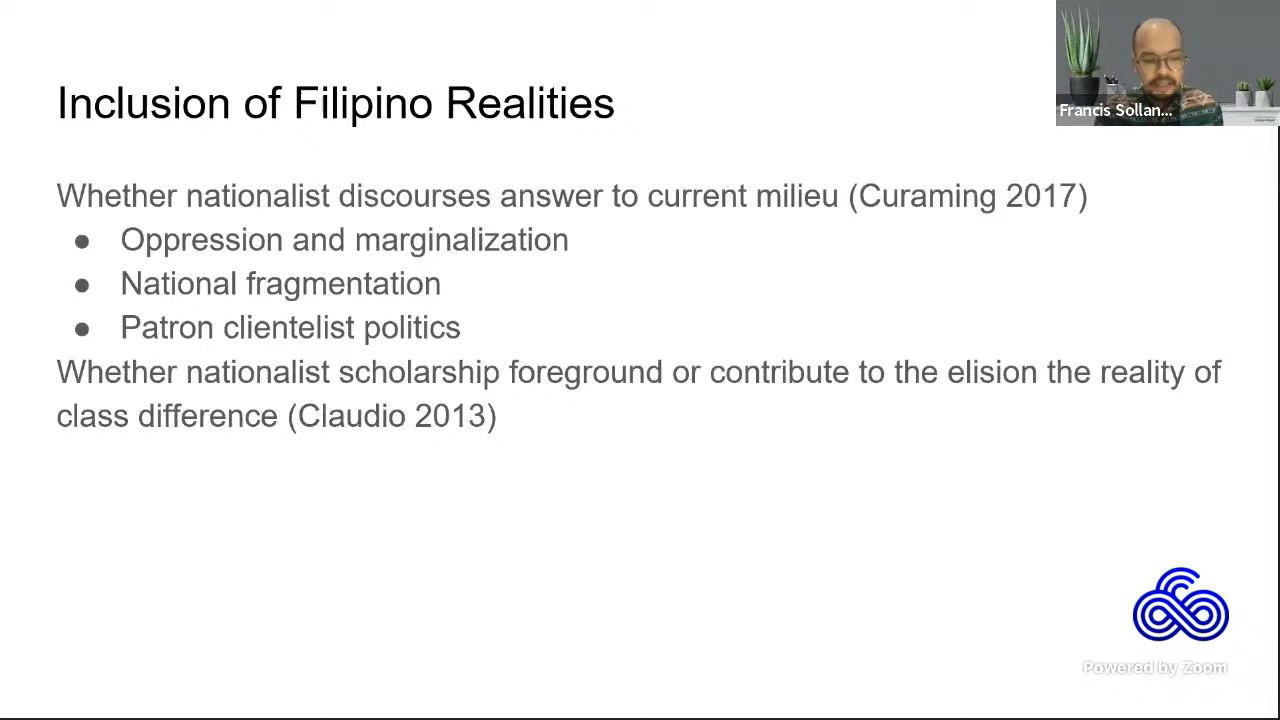 Inclusion of Filipino Realities
Francis Sollan...
Whether nationalist discourses answer to current milieu (Curaming 2017)
● Oppression and marginalization
● National fragmentation
● Patron clientelist politics
Whether nationalist scholarship foreground or contribute to the elision the reality of
class difference (Claudio 2013)
Powered by Zoom